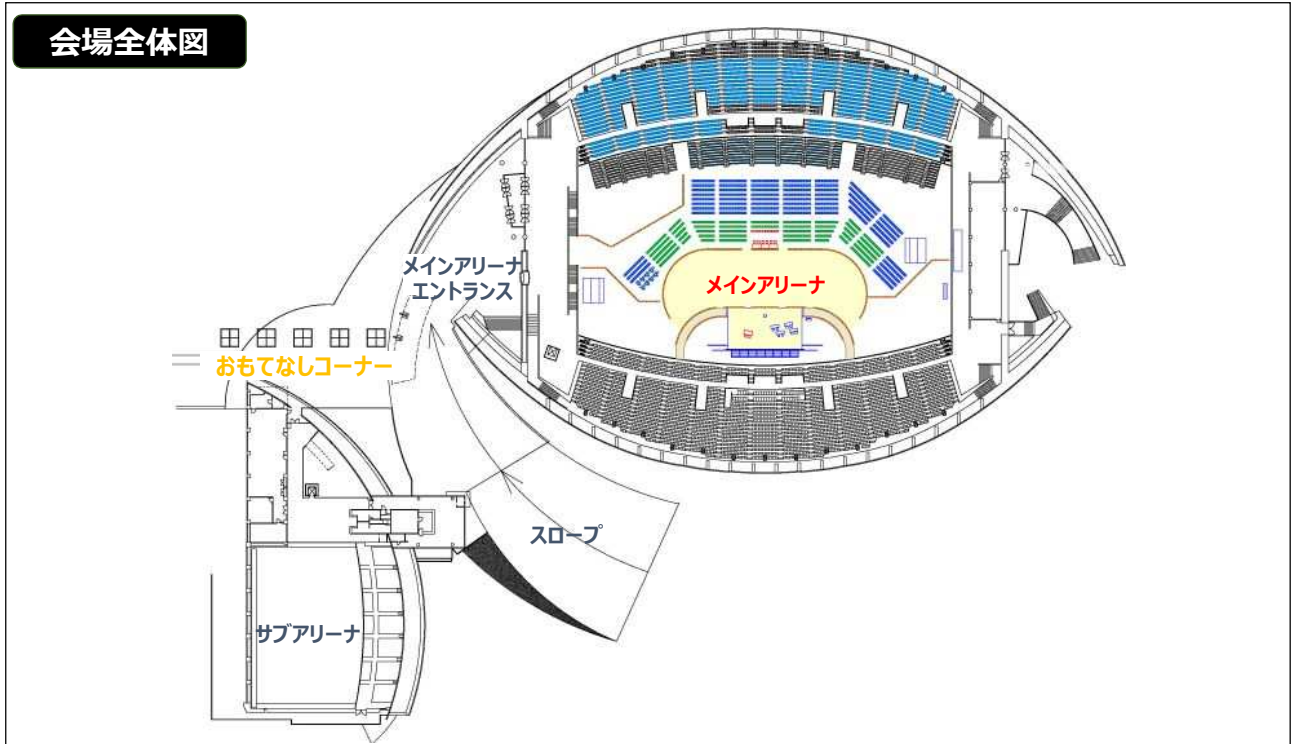 会場全体図
メインアリーナ
エントランス
メインアリーナ
おもてなしコーナー
スロープ
サブアリーナ